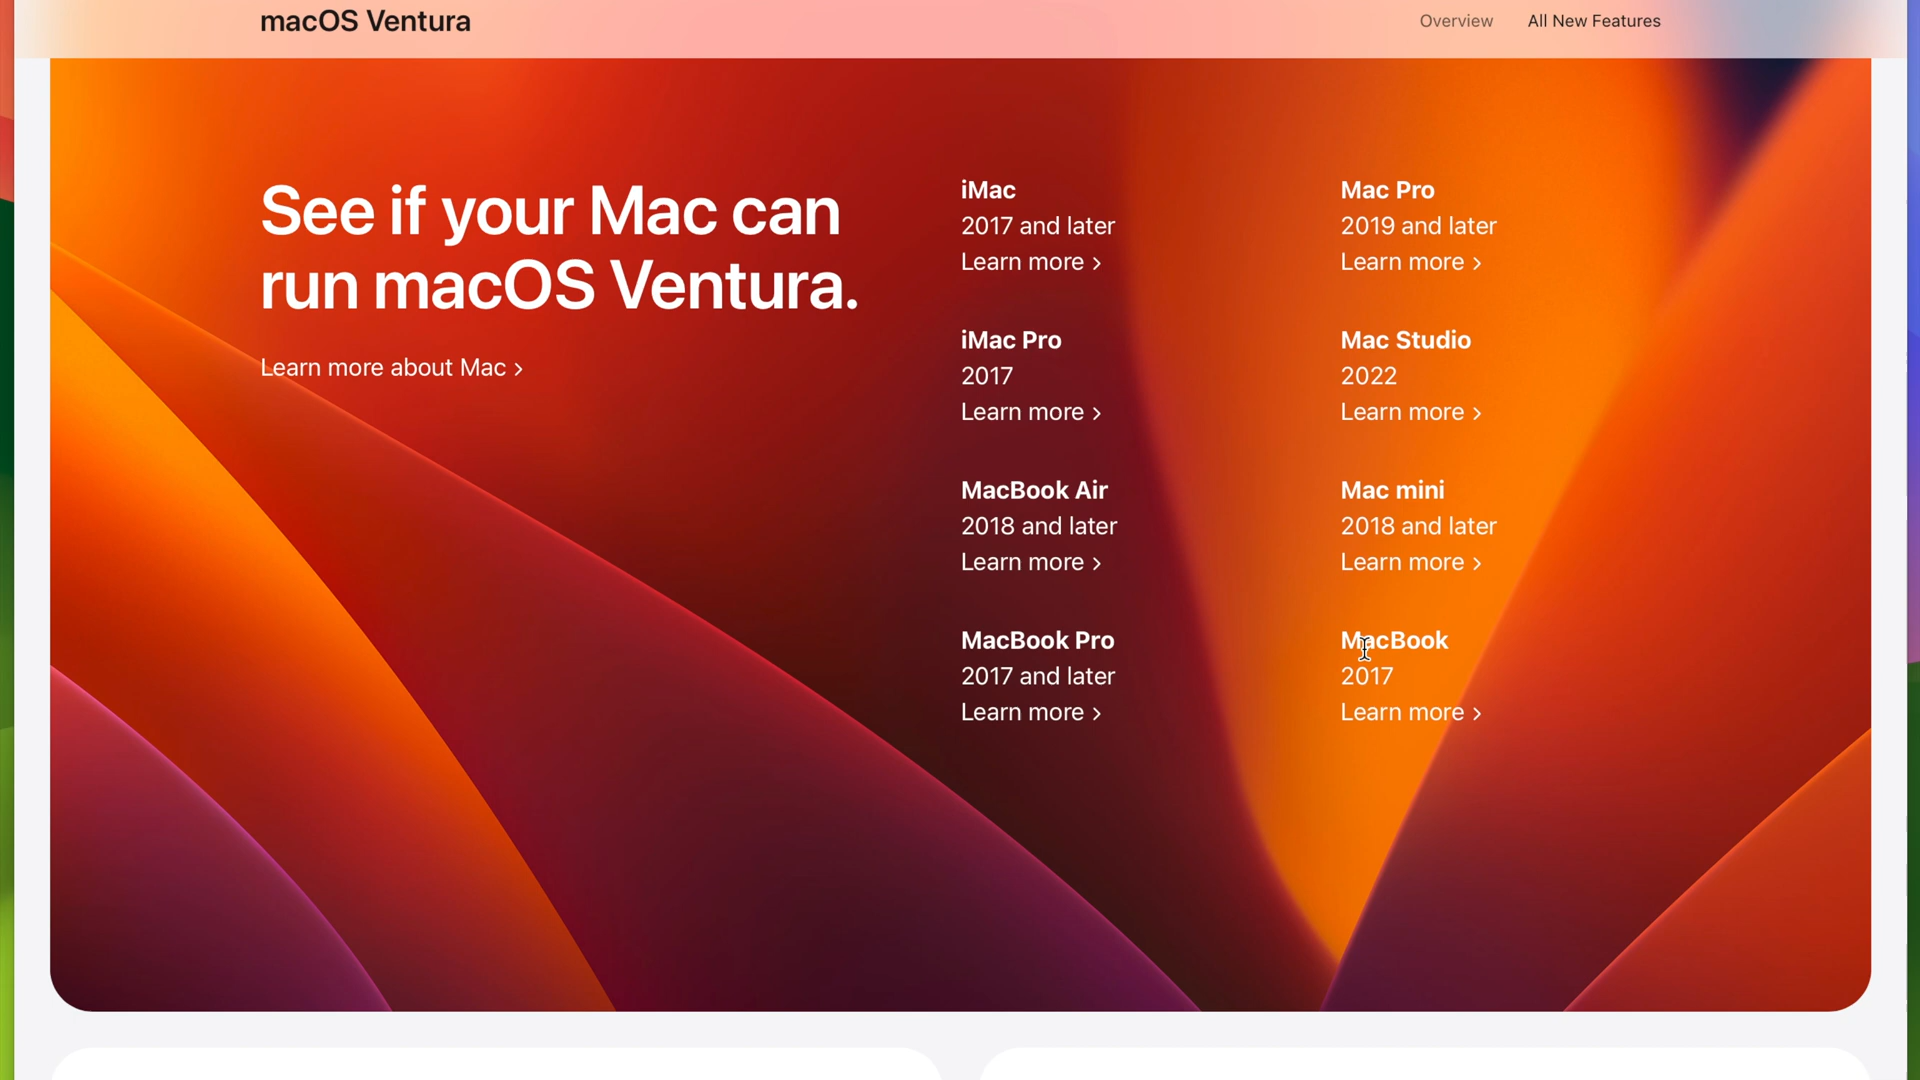 macOS Ventura
Overview
All New Features
See if your Mac can
run macOS Ventura.
Learn more about Mac >
iMac
2017 and later
Learn more >
iMac Pro
2017
Learn more >
MacBook Air
2018 and later
Learn more >
MacBook Pro
2017 and later
Learn more >
Mac Pro
2019 and later
Learn more >
Mac Studio
2022
Learn more >
Mac mini
2018 and later
Learn more >
MacBook
2017
Learn more >